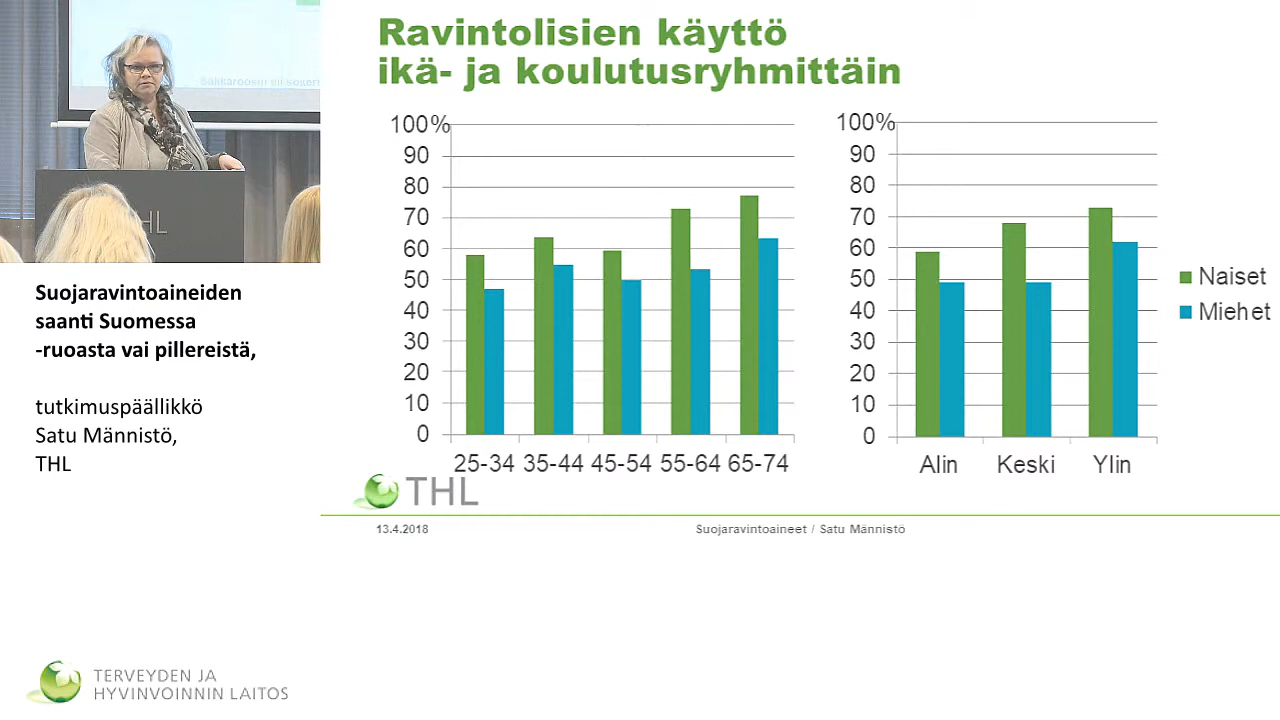 Ravintolisien käyttö
ikä- ja koulutusryhmittäin
100%
90
80
70
60
50
40
30
20
10
0
25-34 35-44 45-54 55-64 65-74
100%
90
80
70
60
50
40
30
20
10
0
Alin Keski Ylin
Naiset
Miehet
THL
13.4.2018
Suojaravintoaineet / Satu Männistö
HL
Suojaravintoaineiden
saanti Suomessa
-ruoasta vai pillereistä,
tutkimuspäällikkö
Satu Männistö,
THL
TERVEYDEN JA
HYVINVOINNIN LAITOS